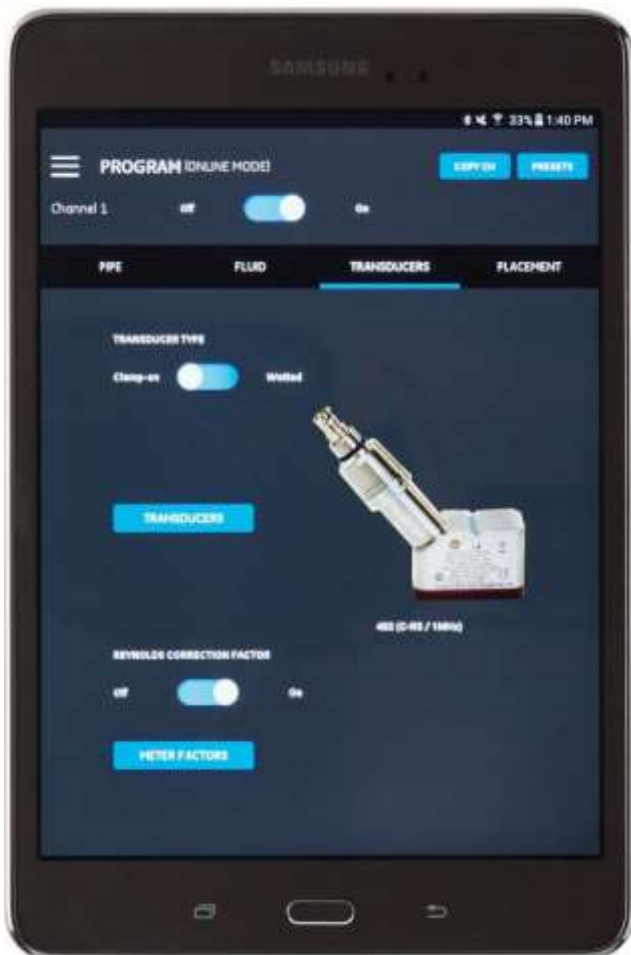 SAMSUNG
33% 1:40 PM
PROGRAM [ONLINE MODE]
COPY CH
PRESETS
Channel 1
Off
On
PIPE
FLUID
TRANSDUCERS
PLACEMENT
TRANSDUCER TYPE
Clamp-on
Wetted
TRANSDUCERS
REYNOLDS CORRECTION FACTOR
Off
On
METER FACTORS